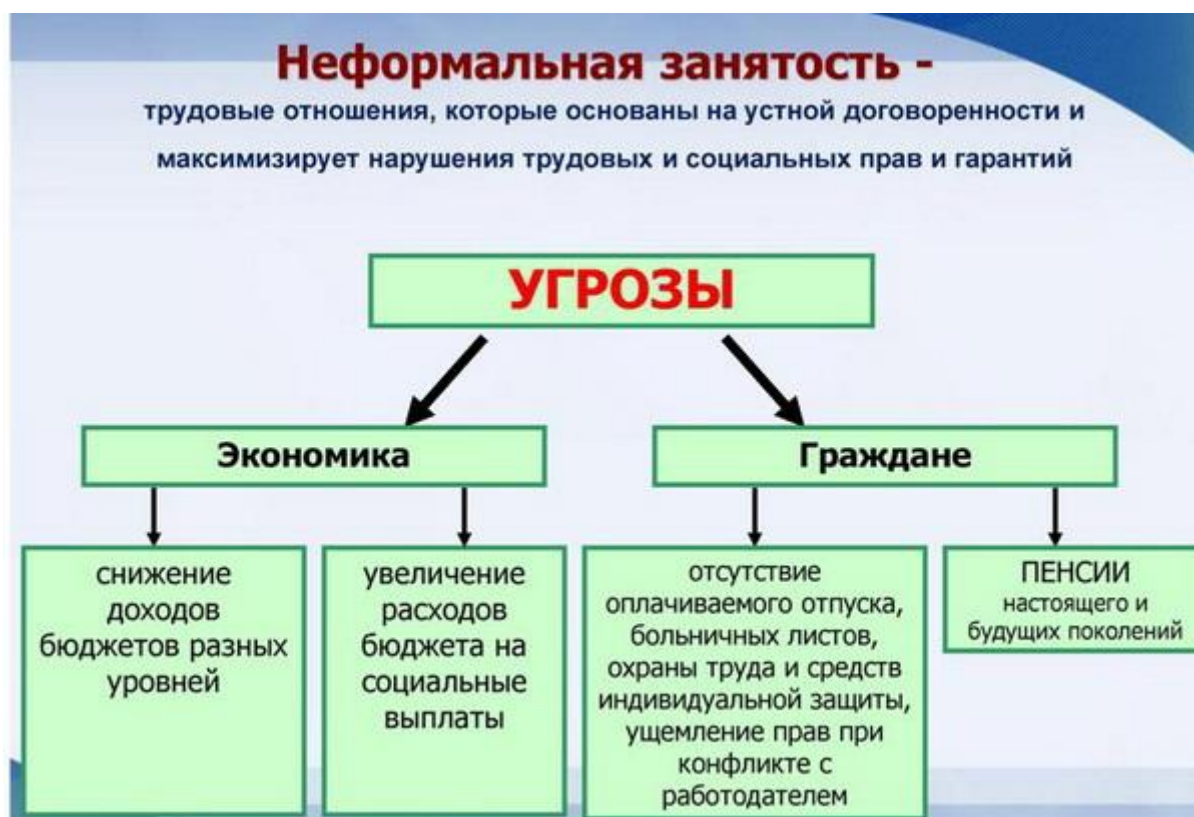 Неформальная занятость -
трудовые отношения, которые основаны на устной договоренности и
максимизирует нарушения трудовых и социальных прав и гарантий
УГРОЗЫ
Экономика
Граждане
снижение
доходов
бюджетов разных
уровней
увеличение
расходов
бюджета на
социальные
выплаты
отсутствие
оплачиваемого отпуска,
больничных листов,
охраны труда и средств
индивидуальной защиты,
ущемление прав при
конфликте с
работодателем
ПЕНСИИ
настоящего и
будущих поколений